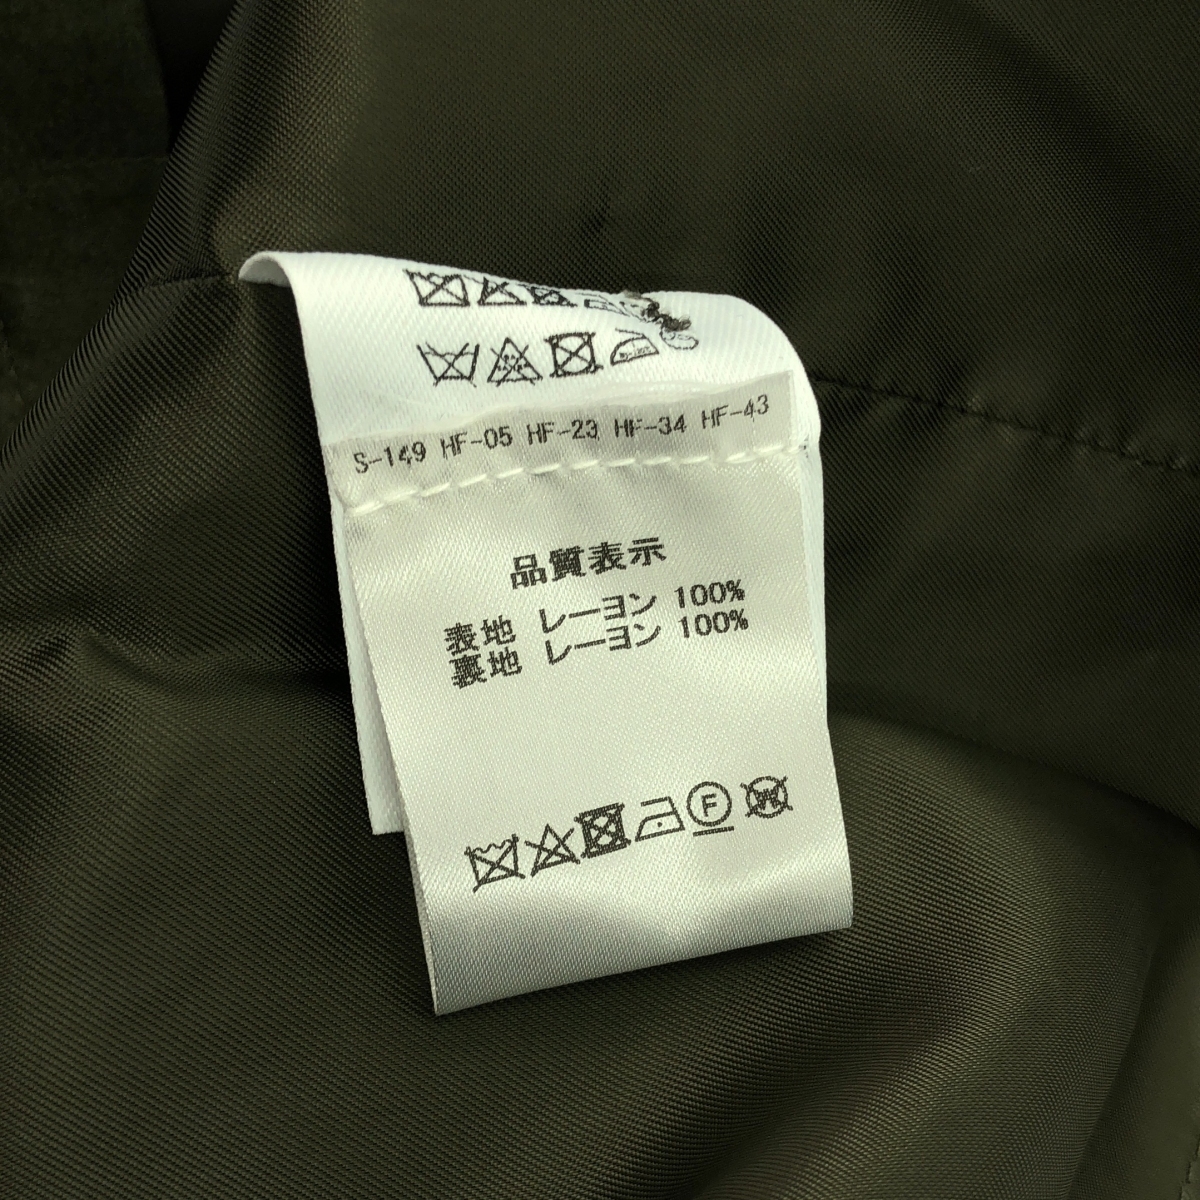 S-149 HF-05 HF-23 HF-34 HF-43
品質表示
表地 レーヨン 100%
裏地 レーヨン 100%
F
W